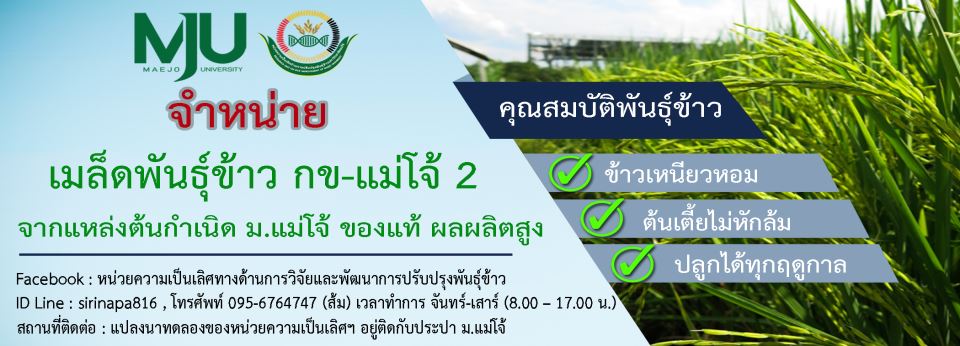 MJU
MAEJO UNIVERSITY
จำหน่าย
เมล็ดพันธุ์ข้าว กข-แม่โจ้ 2
จากแหล่งต้นกำเนิด ม.แม่โจ้ ของแท้ ผลผลิตสูง
Facebook : หน่วยความเป็นเลิศทางด้านการวิจัยและพัฒนาการปรับปรุงพันธุ์ข้าว
ID Line : sirinapa816 , โทรศัพท์ 095-6764747 (ส้ม) เวลาทำการ จันทร์-เสาร์ (8.00 – 17.00 น.)
สถานที่ติดต่อ : แปลงนาทดลองของหน่วยความเป็นเลิศฯ อยู่ติดกับประปา ม.แม่โจ้
คุณสมบัติพันธุ์ข้าว
ข้าวเหนียวหอม
ต้นเตี้ยไม่หักล้ม
ปลูกได้ทุกฤดูกาล